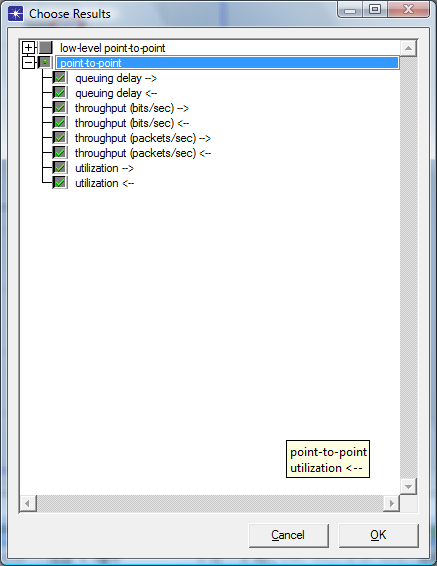 Choose Results
low-level point-to-point
point-to-point
queuing delay -->
queuing delay <--
throughput (bits/sec) -->
throughput (bits/sec) <--
throughput (packets/sec) -->
throughput (packets/sec) <--
utilization -->
utilization <--
point-to-point
utilization <--
Cancel
OK